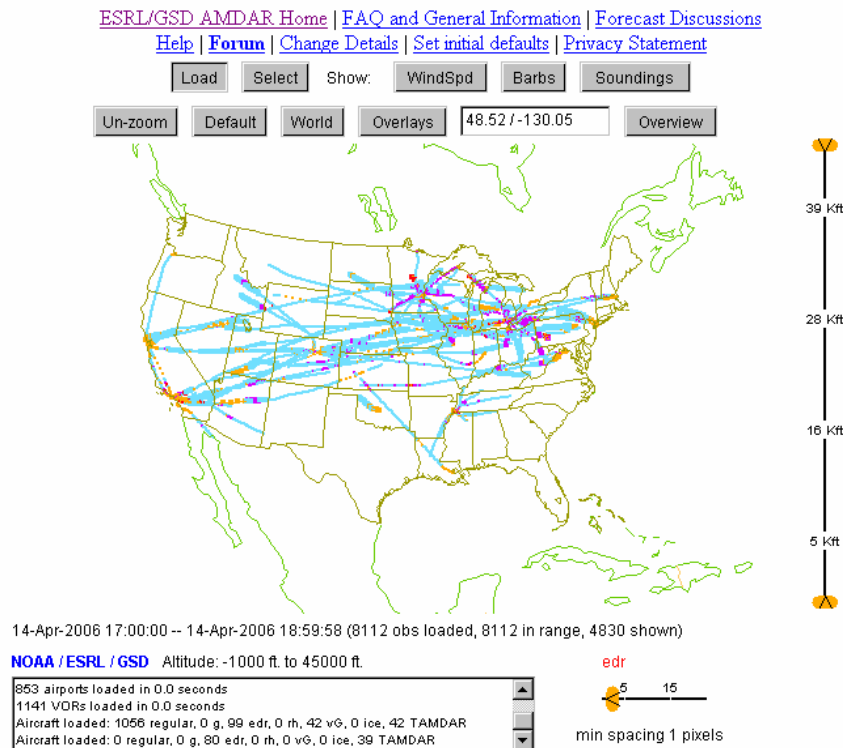 ESRL/GSD AMDAR Home | FAQ and General Information | Forecast Discussions
Help | Forum | Change Details | Set initial defaults | Privacy Statement
Load Select Show: WindSpd Barbs Soundings
Un-zoom Default World Overlays 48.52 / -130.05 Overview
39 Kft
28 Kft
16 Kft
5 Kft
14-Apr-2006 17:00:00 -- 14-Apr-2006 18:59:58 (8112 obs loaded, 8112 in range, 4830 shown)
NOAA / ESRL / GSD Altitude: -1000 ft. to 45000 ft. edr
853 airports loaded in 0.0 seconds
1141 VORs loaded in 0.0 seconds
Aircraft loaded: 1056 regular, 0 g, 99 edr, 0 rh, 42 vG, 0 ice, 42 TAMDAR
Aircraft loaded: 0 regular, 0 g, 80 edr, 0 rh, 0 vG, 0 ice, 39 TAMDAR
5 15
min spacing 1 pixels